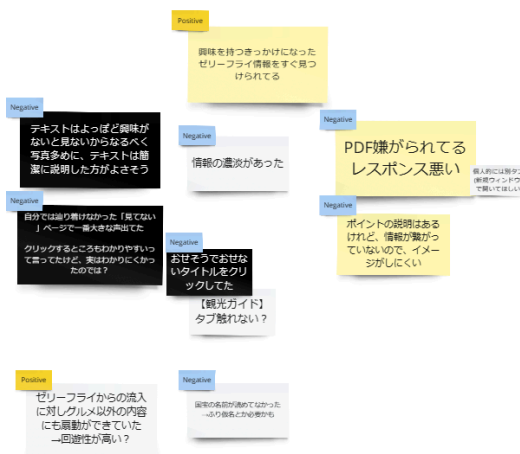 Positive
興味を持つきっかけになった
ゼリーフライ情報をすぐ見つ
けられてる
Negative
テキストはよっぽど興味が
ないと見ないからなるべく
写真多めに、テキストは簡
潔に説明した方がよさそう
Negative
情報の濃淡があった
Negative
PDF嫌がられてる
レスポンス悪い
個人的には別タブ
(新規ウィンドウ
で開いてほしい
Negative
自分では辿り着けなかった「見てない
」ページで一番大きな声出てた
クリックするところもわかりやすいっ
て言ってたけど、実はわかりにくかっ
たのでは？
Negative
おせそうでおせな
いタイトルをクリ
ックしてた
【観光ガイド】
タブ触れない？
Negative
ポイントの説明はある
けれど、情報が繋がっ
ていないので、イメー
ジがしにくい
Positive
ゼリーフライからの流入
に対しグルメ以外の内容
にも扇動ができていた
→回遊性が高い？
Negative
国宝の名前が読めてなかった
→ふり仮名とか必要かも